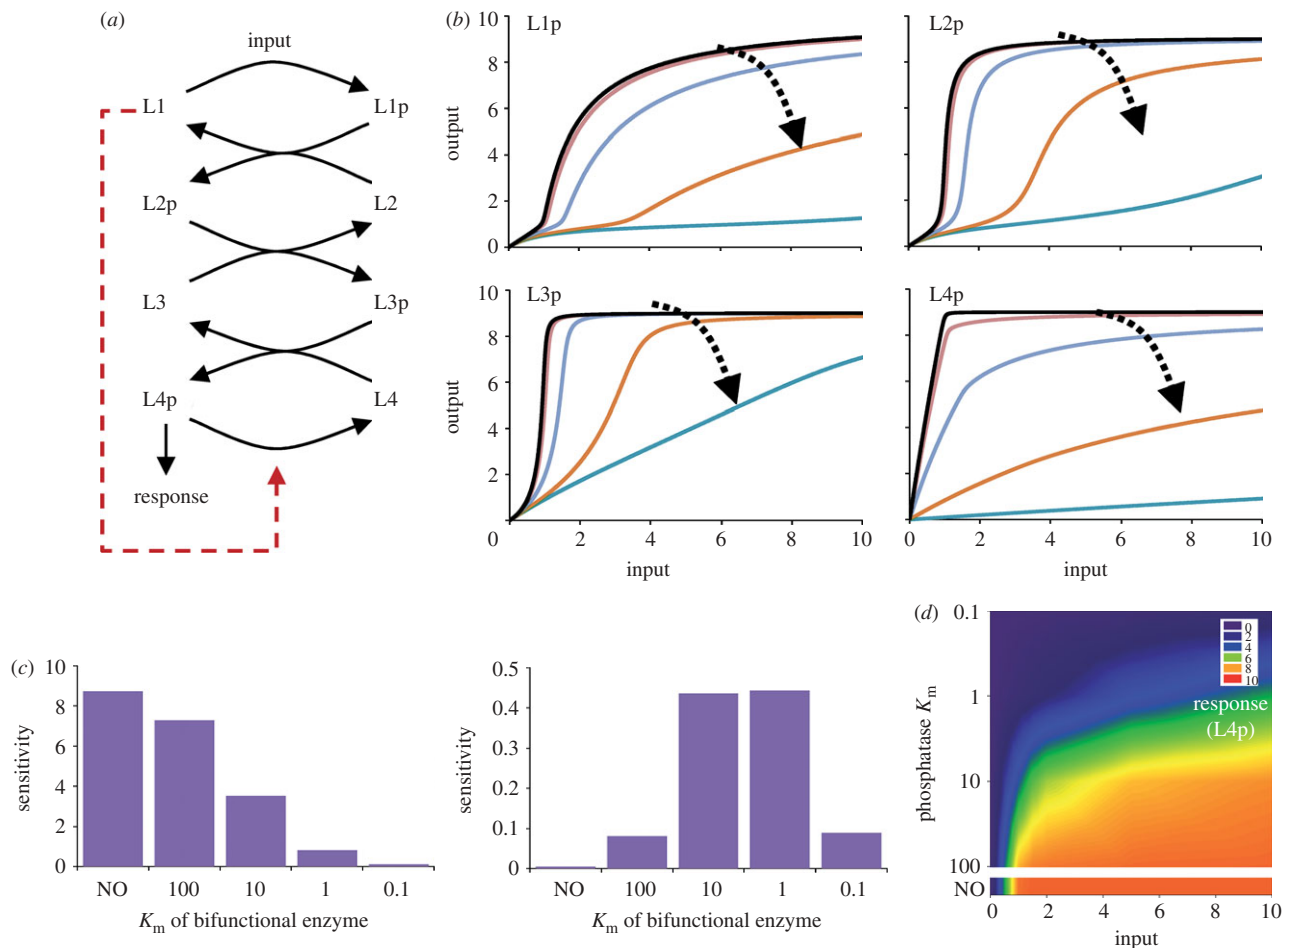 (a)
input
L1
L1p
L2p
L2
L3
L3p
L4p
L4
response
(b)
L1p
10
8
6
4
2
0
output
L2p
L3p
10
8
6
4
2
0
2
4
6
8
10
output
input
L4p
0
2
4
6
8
10
input
(c)
10
8
6
4
2
0
sensitivity
NO 100 10 1 0.1
Km of bifunctional enzyme
0.5
0.4
0.3
0.2
0.1
0
sensitivity
NO 100 10 1 0.1
Km of bifunctional enzyme
(d)
0.1
1
10
100
NO
phosphatase Km
0
2
4
6
8
10
response
(L4p)
0 2 4 6 8 10
input